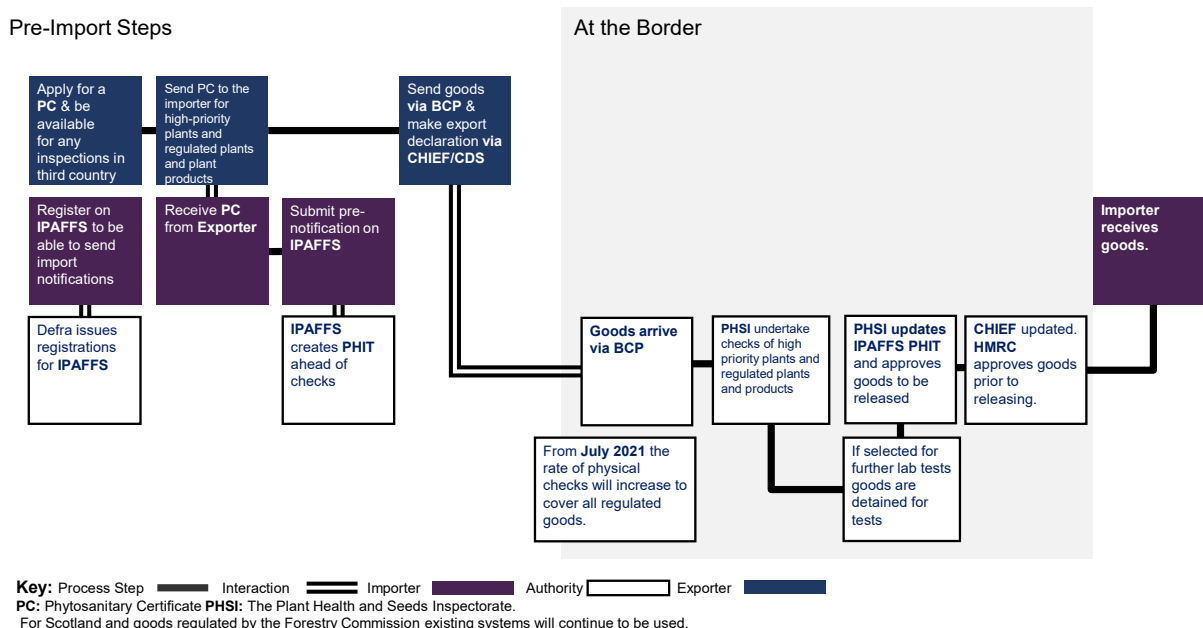 Pre-Import Steps
At the Border
Apply for a
PC & be
available
for any
inspections in
third country
Send PC to the
importer for
high-priority
plants and
regulated plants
and plant
products
Send goods
via BCP &
make export
declaration via
CHIEF/CDS
Register on
IPAFFS to be
able to send
import
notifications
Receive PC
from Exporter
Submit pre-
notification on
IPAFFS
Importer
receives
goods.
Defra issues
registrations
for IPAFFS
IPAFFS
creates PHIT
ahead of
checks
Goods arrive
via BCP
PHSI undertake
checks of high
priority plants and
regulated plants
and products
PHSI updates
IPAFFS PHIT
and approves
goods to be
released
CHIEF updated.
HMRC
approves goods
prior to
releasing.
From July 2021 the
rate of physical
checks will increase to
cover all regulated
goods.
If selected for
further lab tests
goods are
detained for
tests
Key: Process Step Interaction Importer Authority Exporter
PC: Phytosanitary Certificate PHSI: The Plant Health and Seeds Inspectorate.
For Scotland and goods regulated by the Forestry Commission existing systems will continue to be used.